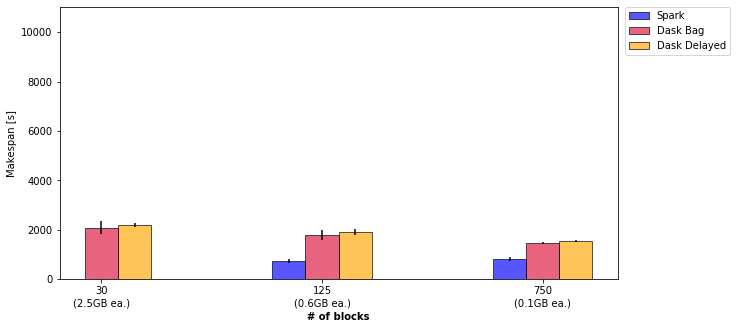 Spark
Dask Bag
Dask Delayed
Makespan [s]
10000
8000
6000
4000
2000
0
30
(2.5GB ea.)
125
(0.6GB ea.)
750
(0.1GB ea.)
# of blocks